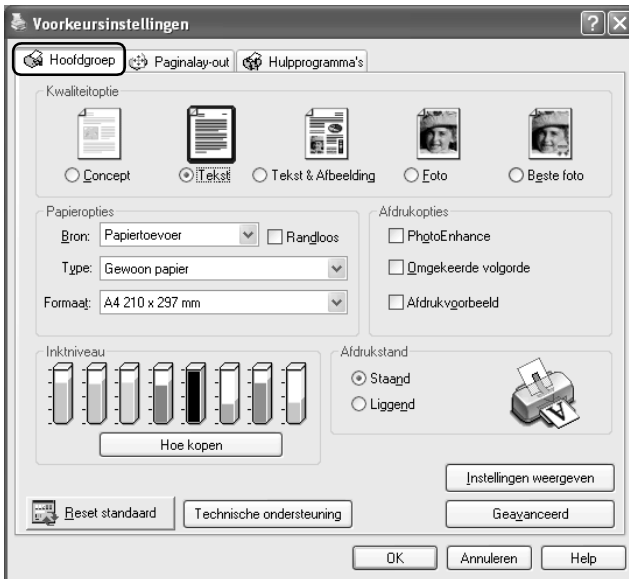 Voorkeursinstellingen
Hoofdgroep Paginalay-out Hulpprogramma's
Kwaliteitoptie
Concept Tekst Tekst & Afbeelding Foto Beste foto
Papieropties
Bron: Papiertoevoer Randloos
Type: Gewoon papier
Formaat: A4 210 x 297 mm
Afdrukopties
PhotoEnhance
Omgekeerde volgorde
Afdrukvoorbeeld
Inktniveau
Hoe kopen
Afdrukstand
Staand
Liggend
Instellingen weergeven
Reset standaard Technische ondersteuning Geavanceerd
OK Annuleren Help